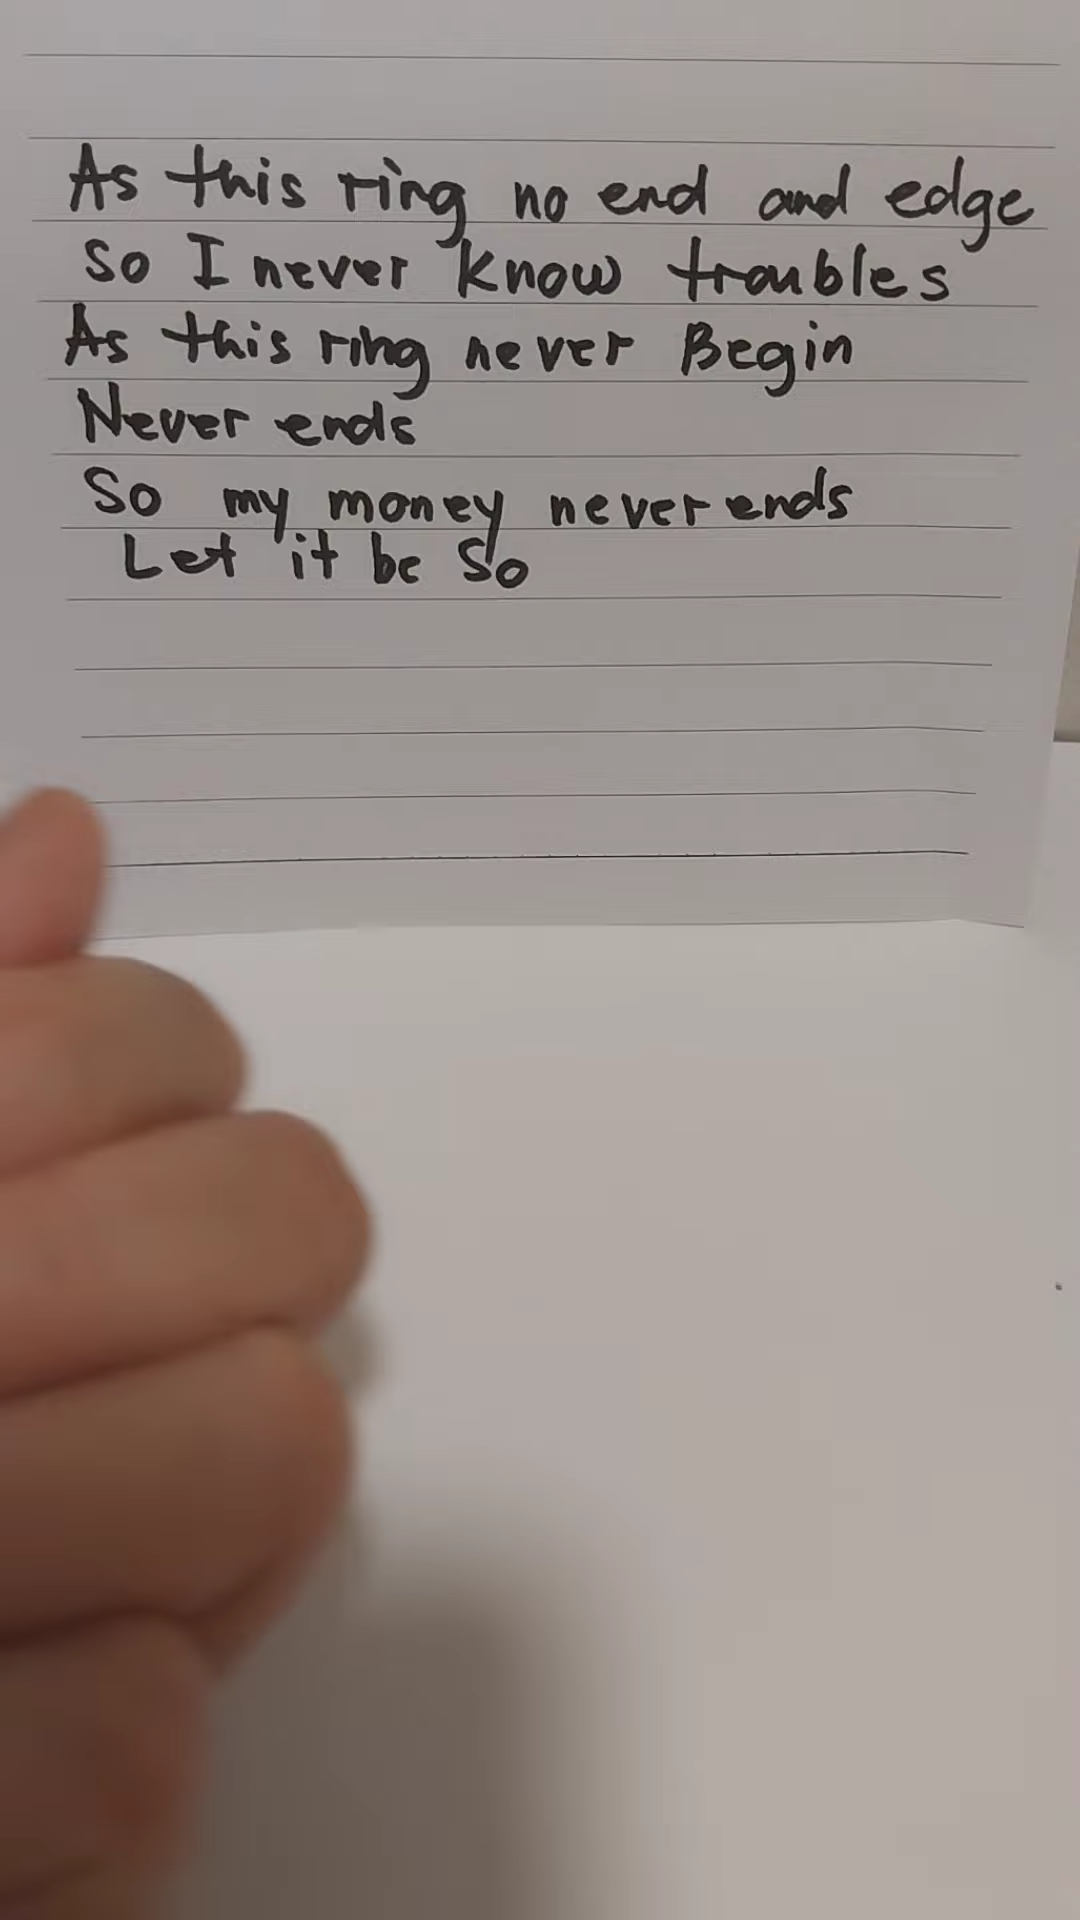 As this ring no end and edge
so I never know troubles
As this ring never Begin
Never ends
So my money never ends
Let it be So